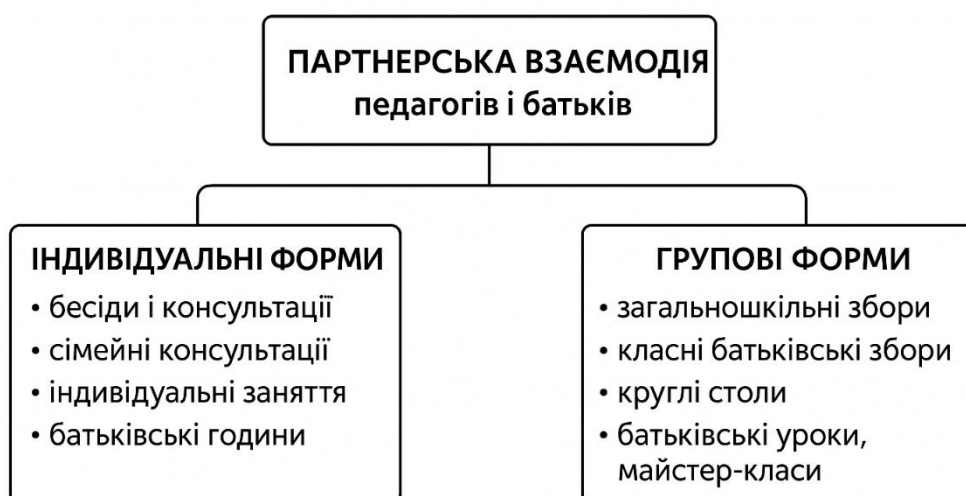 ПАРТНЕРСЬКА ВЗАЄМОДІЯ
педагогів і батьків
ІНДИВІДУАЛЬНІ ФОРМИ
• бесіди і консультації
• сімейні консультації
• індивідуальні заняття
• батьківські години
ГРУПОВІ ФОРМИ
• загальношкільні збори
• класні батьківські збори
• круглі столи
• батьківські уроки,
майстер-класи